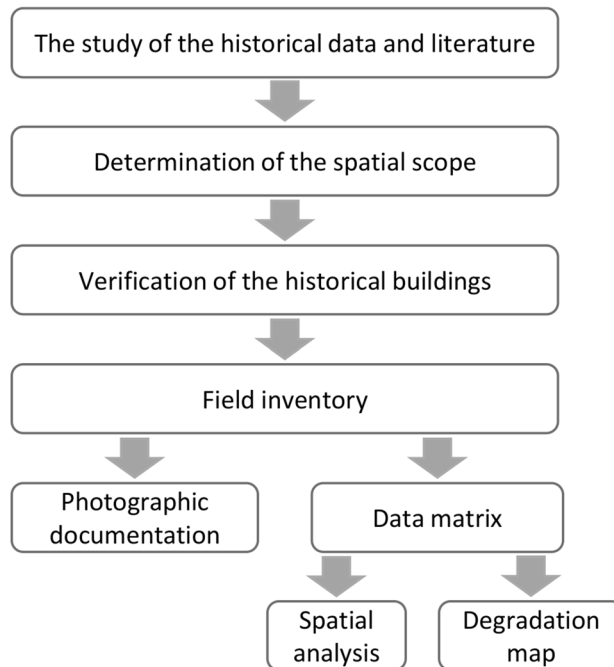 The study of the historical data and literature
Determination of the spatial scope
Verification of the historical buildings
Field inventory
Photographic
documentation
Data matrix
Spatial
analysis
Degradation
map